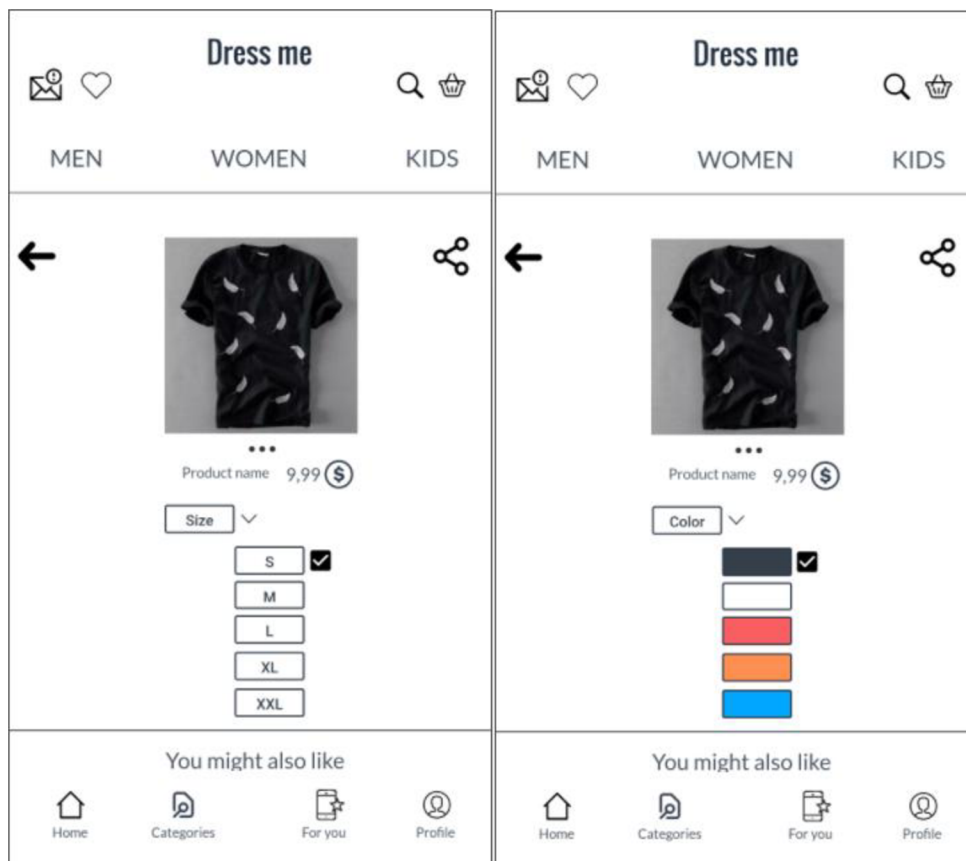 Dress me
MEN WOMEN KIDS
Product name 9,99 $
Size
S
M
L
XL
XXL
You might also like
Home Categories For you Profile
Dress me
MEN WOMEN KIDS
Product name 9,99 $
Color
You might also like
Home Categories For you Profile